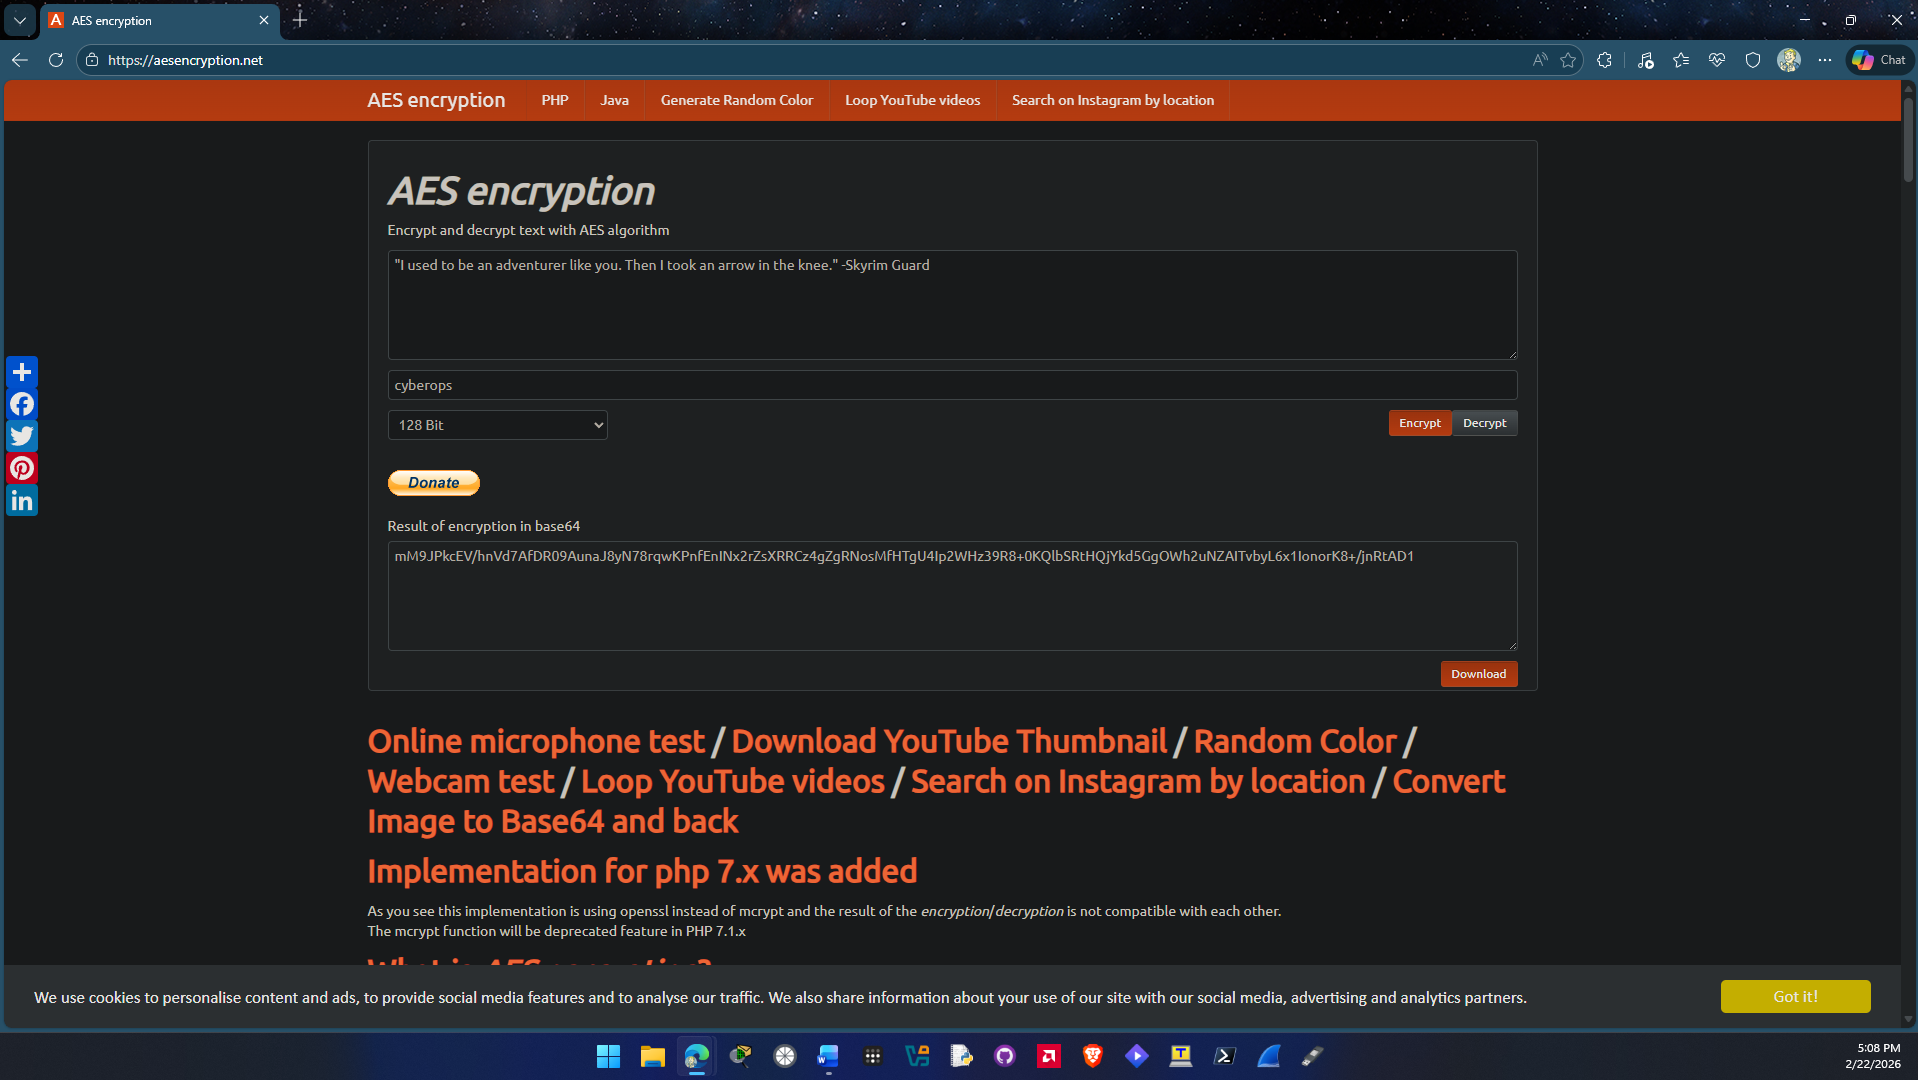 AES encryption
https://aesencryption.net
Chat
AES encryption PHP Java Generate Random Color Loop YouTube videos Search on Instagram by location
AES encryption
Encrypt and decrypt text with AES algorithm
"I used to be an adventurer like you. Then I took an arrow in the knee." -Skyrim Guard
cyberops
128 Bit
Encrypt Decrypt
Donate
Result of encryption in base64
mM9JPkcEV/hnVd7AfDR09AunaJ8yN78rqwKPnfEnINx2rZsXRRCz4gZgRNosMfHTgU4Ip2WHz39R8+0KQlbSRtHQjYkd5GgOWh2uNZAITvbyL6x1IonorK8+/jnRtAD1
Download
Online microphone test / Download YouTube Thumbnail / Random Color /
Webcam test / Loop YouTube videos / Search on Instagram by location / Convert
Image to Base64 and back
Implementation for php 7.x was added
As you see this implementation is using openssl instead of mcrypt and the result of the encryption/decryption is not compatible with each other.
The mcrypt function will be deprecated feature in PHP 7.1.x
We use cookies to personalise content and ads, to provide social media features and to analyse our traffic. We also share information about your use of our site with our social media, advertising and analytics partners.
Got it!
5:08 PM
2/22/2026